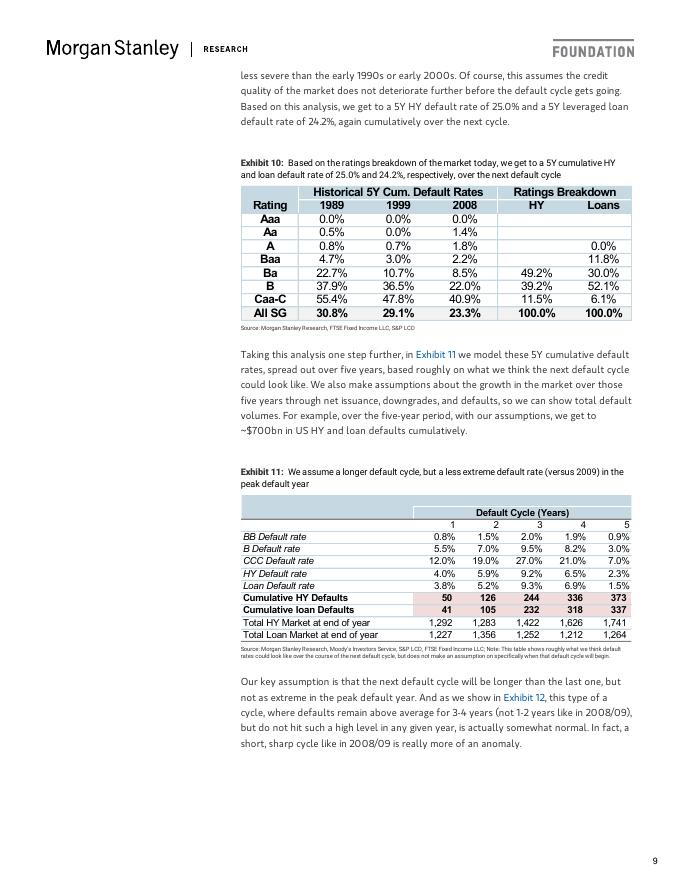 Morgan Stanley | RESEARCH
FOUNDATION
less severe than the early 1990s or early 2000s. Of course, this assumes the credit
quality of the market does not deteriorate further before the default cycle gets going.
Based on this analysis, we get to a 5Y HY default rate of 25.0% and a 5Y leveraged loan
default rate of 24.2%, again cumulatively over the next cycle.
Exhibit 10: Based on the ratings breakdown of the market today, we get to a 5Y cumulative HY
and loan default rate of 25.0% and 24.2%, respectively, over the next default cycle
Historical 5Y Cum. Default Rates Ratings Breakdown
Rating 1989 1999 2008 HY Loans
Aaa 0.0% 0.0% 0.0%
Aa 0.5% 0.0% 1.4%
A 0.8% 0.7% 1.8% 0.0%
Baa 4.7% 3.0% 2.2% 11.8%
Ba 22.7% 10.7% 8.5% 49.2% 30.0%
B 37.9% 36.5% 22.0% 39.2% 52.1%
Caa-C 55.4% 47.8% 40.9% 11.5% 6.1%
All SG 30.8% 29.1% 23.3% 100.0% 100.0%
Source: Morgan Stanley Research, FTSE Fixed Income LLC, S&P LCD
Taking this analysis one step further, in Exhibit 11 we model these 5Y cumulative default
rates, spread out over five years, based roughly on what we think the next default cycle
could look like. We also make assumptions about the growth in the market over those
five years through net issuance, downgrades, and defaults, so we can show total default
volumes. For example, over the five-year period, with our assumptions, we get to
~$700bn in US HY and loan defaults cumulatively.
Exhibit 11: We assume a longer default cycle, but a less extreme default rate (versus 2009) in the
peak default year
Default Cycle (Years)
1 2 3 4 5
BB Default rate 0.8% 1.5% 2.0% 1.9% 0.9%
B Default rate 5.5% 7.0% 9.5% 8.2% 3.0%
CCC Default rate 12.0% 19.0% 27.0% 21.0% 7.0%
HY Default rate 4.0% 5.9% 9.2% 6.5% 2.3%
Loan Default rate 3.8% 5.2% 9.3% 6.9% 1.5%
Cumulative HY Defaults 50 126 244 336 373
Cumulative loan Defaults 41 105 232 318 337
Total HY Market at end of year 1,292 1,283 1,422 1,626 1,741
Total Loan Market at end of year 1,227 1,356 1,252 1,212 1,264
Source: Morgan Stanley Research, Moody's Investors Service, S&P LCD, FTSE Fixed Income LLC; Note: This table shows roughly what we think default
rates could look like over the course of the next default cycle, but does not make an assumption on specifically when that default cycle will begin.
Our key assumption is that the next default cycle will be longer than the last one, but
not as extreme in the peak default year. And as we show in Exhibit 12, this type of a
cycle, where defaults remain above average for 3-4 years (not 1-2 years like in 2008/09),
but do not hit such a high level in any given year, is actually somewhat normal. In fact, a
short, sharp cycle like in 2008/09 is really more of an anomaly.
9